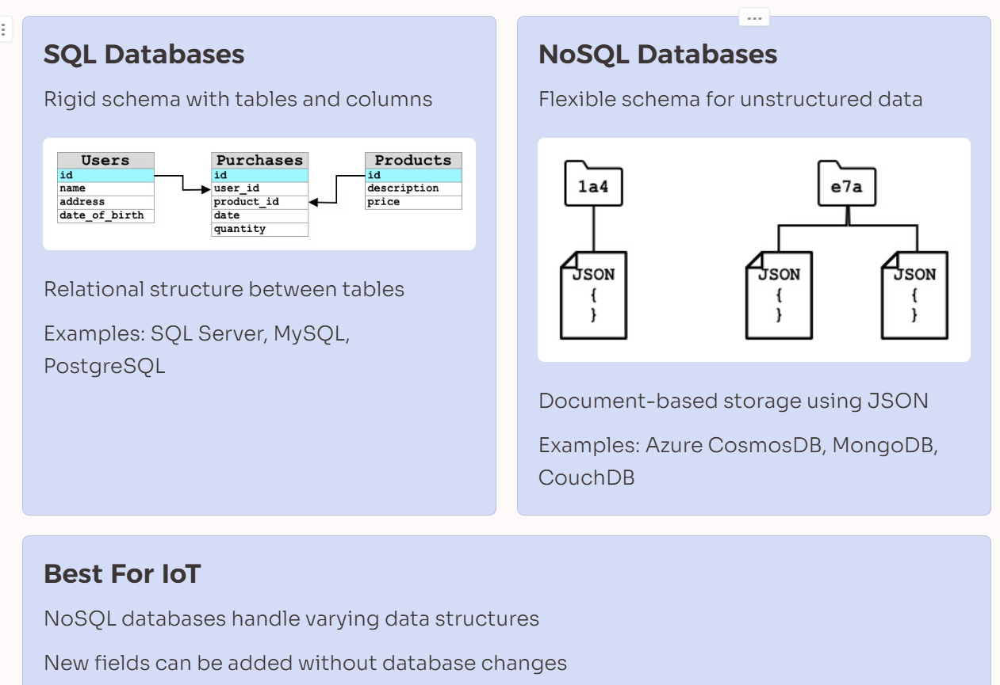 SQL Databases
Rigid schema with tables and columns
Users
id
name
address
date_of_birth
Purchases
id
user_id
product_id
date
quantity
Products
id
description
price
Relational structure between tables
Examples: SQL Server, MySQL,
PostgreSQL
NoSQL Databases
Flexible schema for unstructured data
1a4
JSON
{
}
e7a
JSON
{
}
JSON
{
}
Document-based storage using JSON
Examples: Azure CosmosDB, MongoDB,
CouchDB
Best For IoT
NoSQL databases handle varying data structures
New fields can be added without database changes